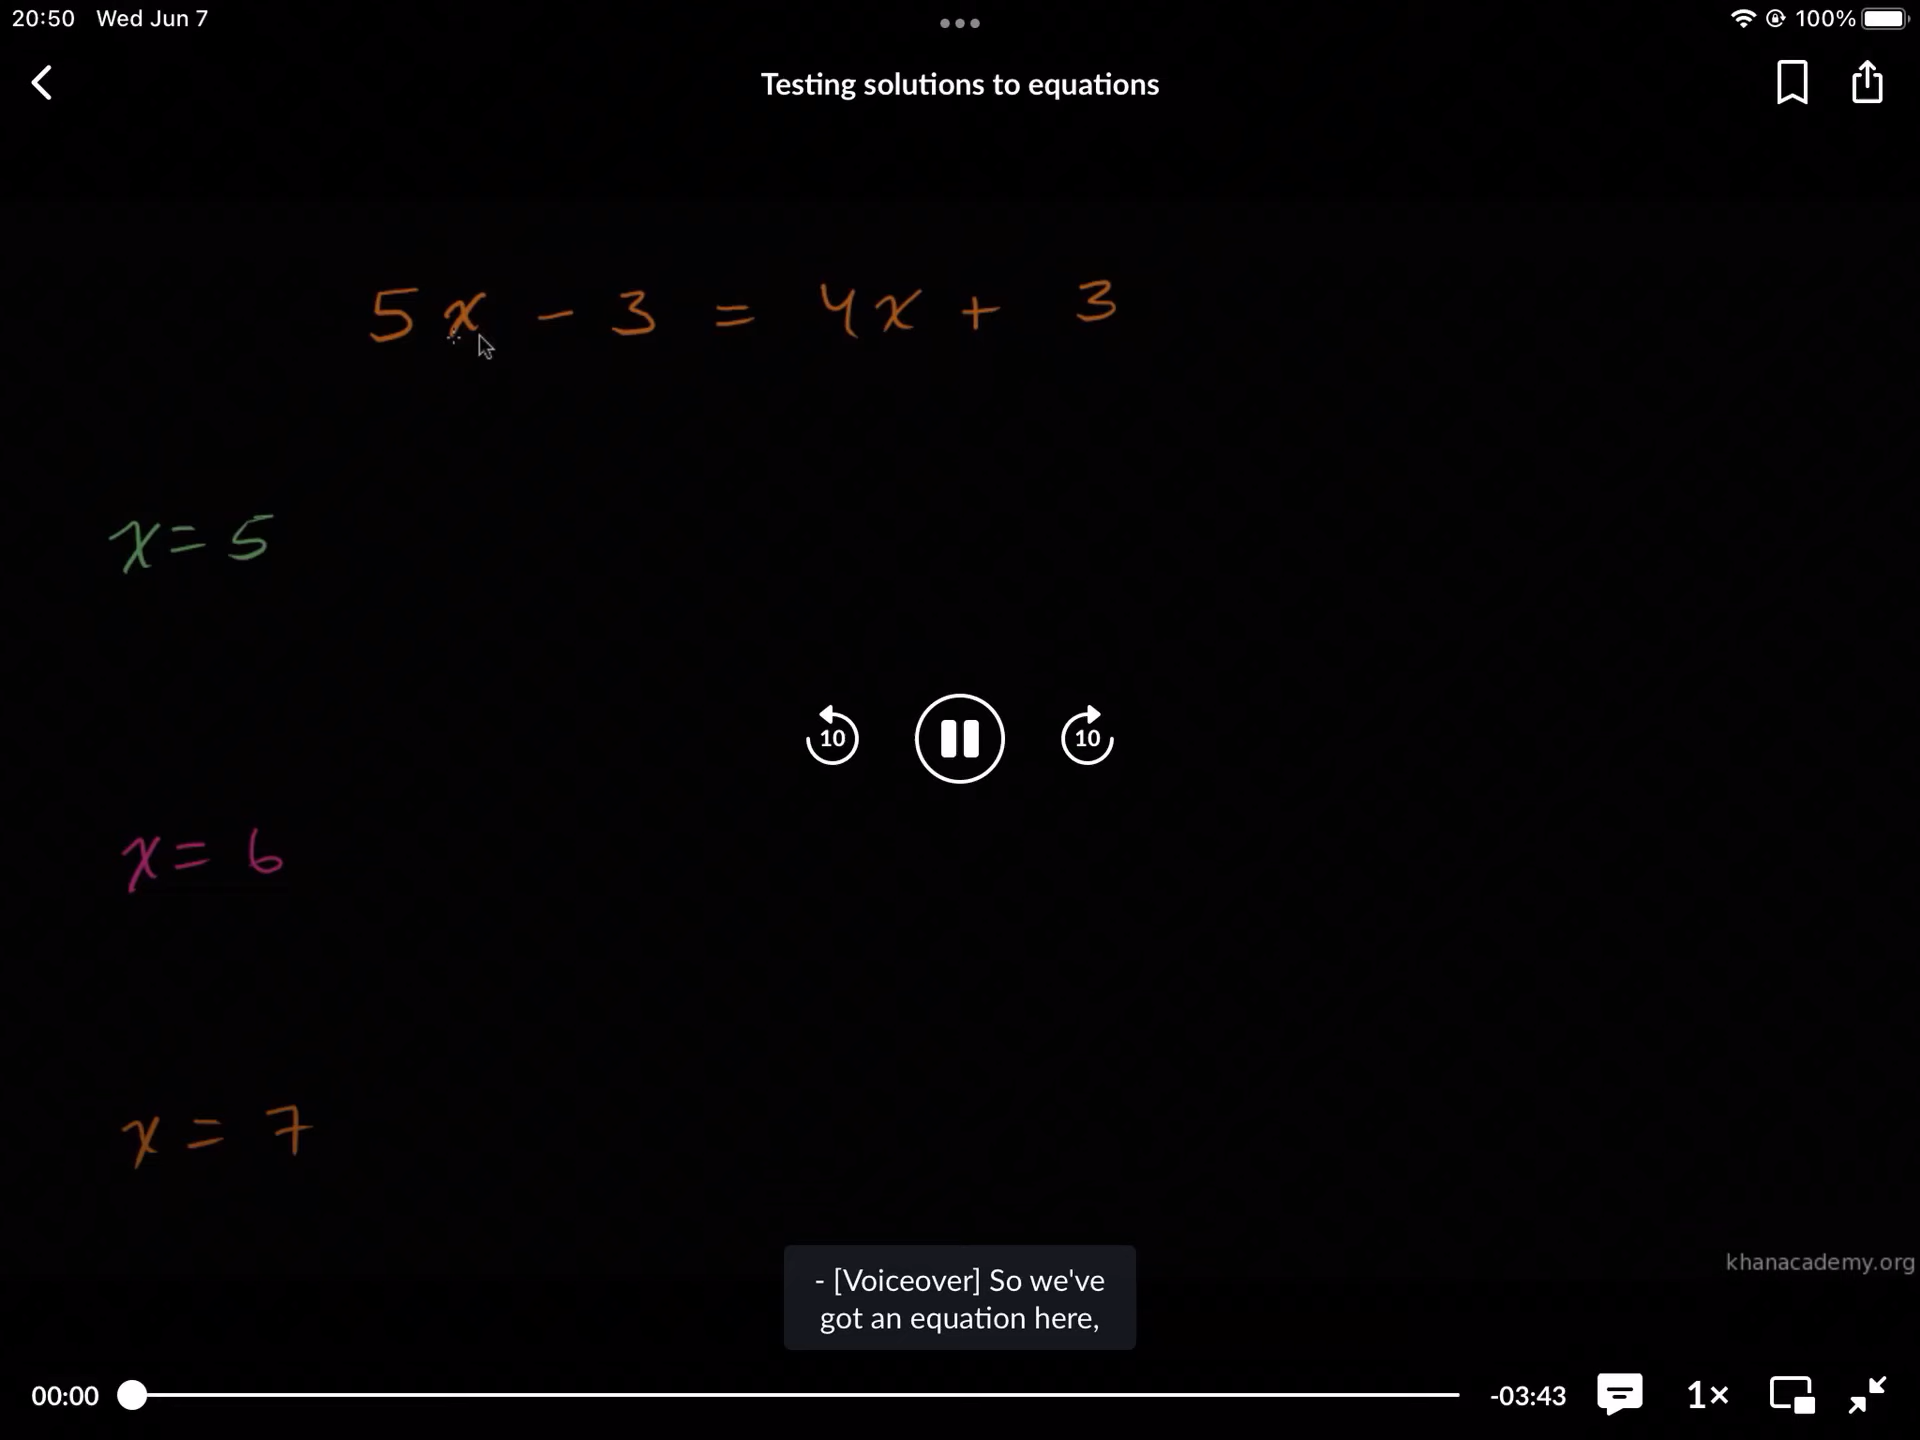 20:50 Wed Jun 7
100%
Testing solutions to equations
5x - 3 = 4x + 3
x = 5
10
10
x = 6
x = 7
khanacademy.org
- [Voiceover] So we've
got an equation here,
00:00
-03:43
1×